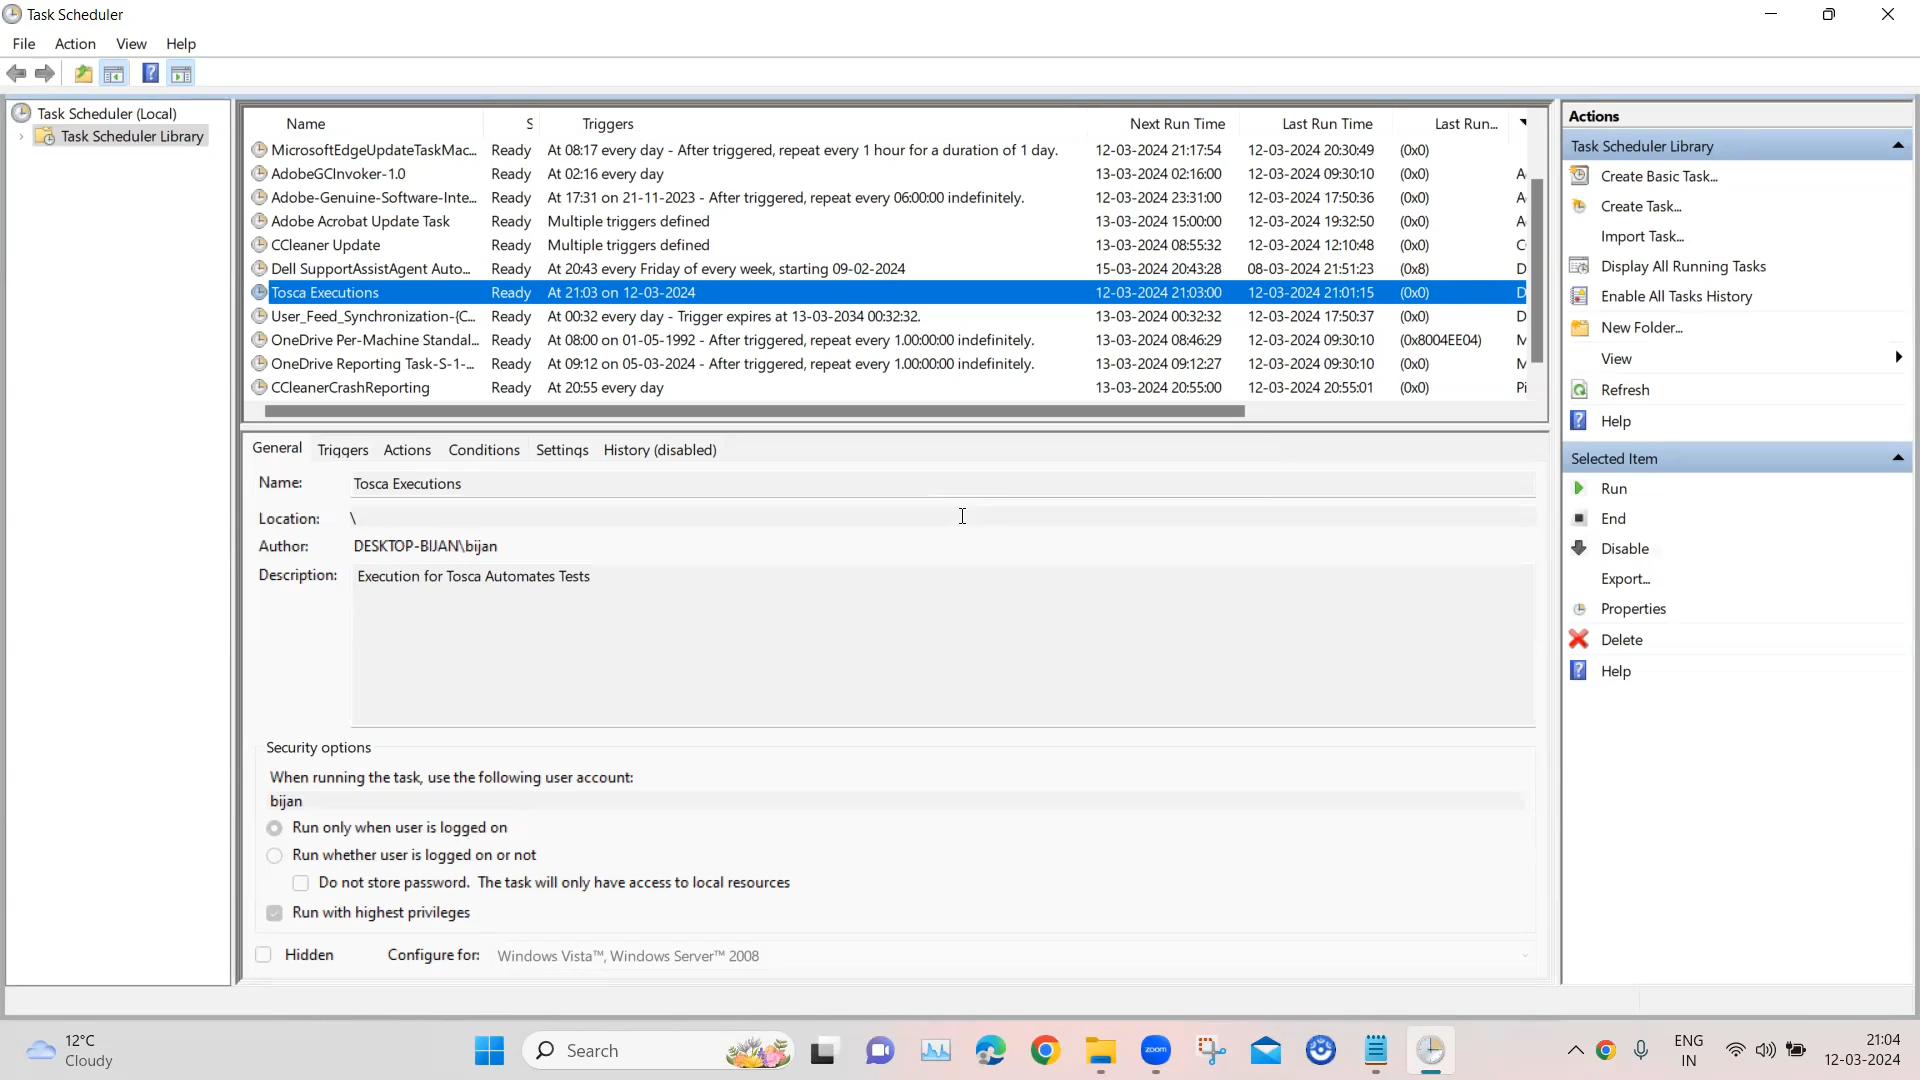 Task Scheduler
File Action View Help
Task Scheduler (Local)
Task Scheduler Library
Name S Triggers Next Run Time Last Run Time Last Run...
MicrosoftEdgeUpdateTaskMac... Ready At 08:17 every day - After triggered, repeat every 1 hour for a duration of 1 day. 12-03-2024 21:17:54 12-03-2024 20:30:49 (0x0)
AdobeGCInvoker-1.0 Ready At 02:16 every day 13-03-2024 02:16:00 12-03-2024 09:30:10 (0x0) A
Adobe-Genuine-Software-Inte... Ready At 17:31 on 21-11-2023 - After triggered, repeat every 06:00:00 indefinitely. 12-03-2024 23:31:00 12-03-2024 17:50:36 (0x0) A
Adobe Acrobat Update Task Ready Multiple triggers defined 13-03-2024 15:00:00 12-03-2024 19:32:50 (0x0) A
CCleaner Update Ready Multiple triggers defined 13-03-2024 08:55:32 12-03-2024 12:10:48 (0x0) C
Dell SupportAssistAgent Auto... Ready At 20:43 every Friday of every week, starting 09-02-2024 15-03-2024 20:43:28 08-03-2024 21:51:23 (0x8) D
Tosca Executions Ready At 21:03 on 12-03-2024 12-03-2024 21:03:00 12-03-2024 21:01:15 (0x0) D
User_Feed_Synchronization-{C... Ready At 00:32 every day - Trigger expires at 13-03-2034 00:32:32. 13-03-2024 00:32:32 12-03-2024 17:50:37 (0x0) D
OneDrive Per-Machine Standal... Ready At 08:00 on 01-05-1992 - After triggered, repeat every 1.00:00:00 indefinitely. 13-03-2024 08:46:29 12-03-2024 09:30:10 (0x8004EE04) M
OneDrive Reporting Task-S-1-... Ready At 09:12 on 05-03-2024 - After triggered, repeat every 1.00:00:00 indefinitely. 13-03-2024 09:12:27 12-03-2024 09:30:10 (0x0) M
CCleanerCrashReporting Ready At 20:55 every day 13-03-2024 20:55:00 12-03-2024 20:55:01 (0x0) Pi
General Triggers Actions Conditions Settings History (disabled)
Name: Tosca Executions
Location: \
Author: DESKTOP-BIJAN\bijan
Description: Execution for Tosca Automates Tests
Security options
When running the task, use the following user account:
bijan
Run only when user is logged on
Run whether user is logged on or not
Do not store password. The task will only have access to local resources
Run with highest privileges
Hidden Configure for: Windows Vista™, Windows Server™ 2008
Actions
Task Scheduler Library
Create Basic Task...
Create Task...
Import Task...
Display All Running Tasks
Enable All Tasks History
New Folder...
View
Refresh
Help
Selected Item
Run
End
Disable
Export...
Properties
Delete
Help
12°C
Cloudy
Search
zoom
ENG
IN
21:04
12-03-2024